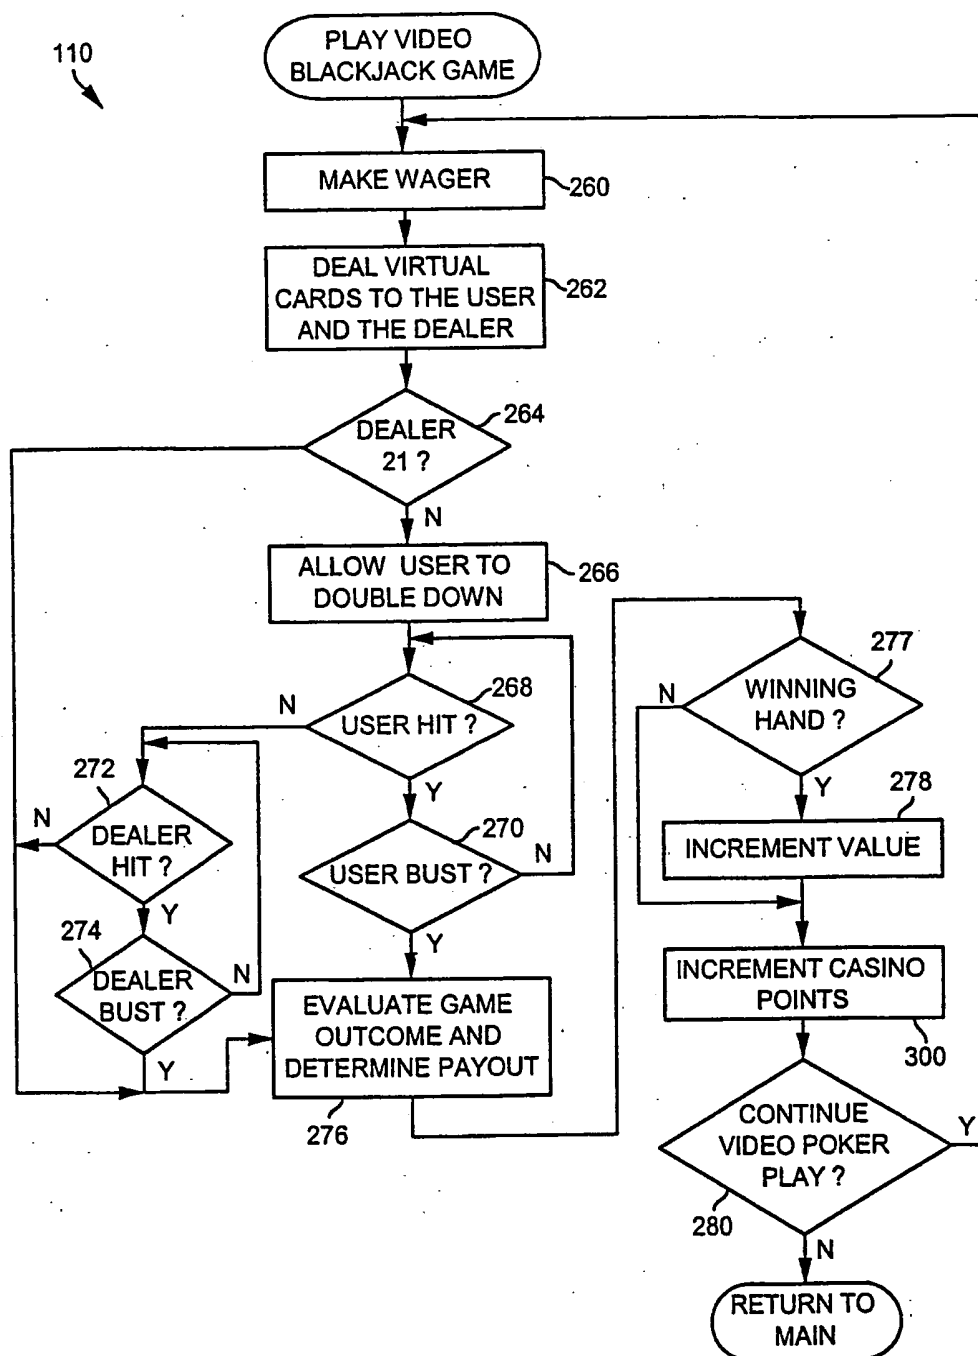 110
PLAY VIDEO
BLACKJACK GAME
MAKE WAGER
260
DEAL VIRTUAL
CARDS TO THE USER
AND THE DEALER
262
DEALER
21 ?
264
N
ALLOW USER TO
DOUBLE DOWN
266
USER HIT ?
268
N
Y
USER BUST ?
270
N
Y
272
DEALER
HIT ?
N
Y
274
DEALER
BUST ?
N
Y
EVALUATE GAME
OUTCOME AND
DETERMINE PAYOUT
276
WINNING
HAND ?
277
N
Y
278
INCREMENT VALUE
INCREMENT CASINO
POINTS
300
CONTINUE
VIDEO POKER
PLAY ?
Y
280
N
RETURN TO
MAIN